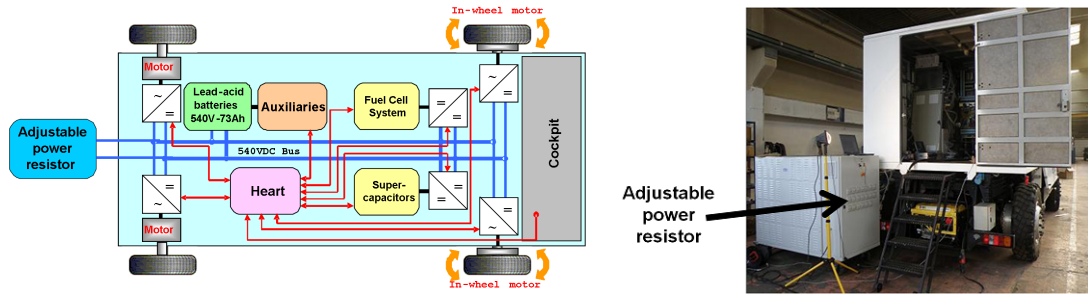 In-wheel motor
Motor
Lead-acid
batteries
540V-73Ah
Auxiliaries
Fuel Cell
System
~
=
=
=
~
=
Adjustable
power
resistor
540VDC Bus
Cockpit
Heart
Super-
capacitors
=
~
=
=
=
~
Motor
In-wheel motor
Adjustable
power
resistor